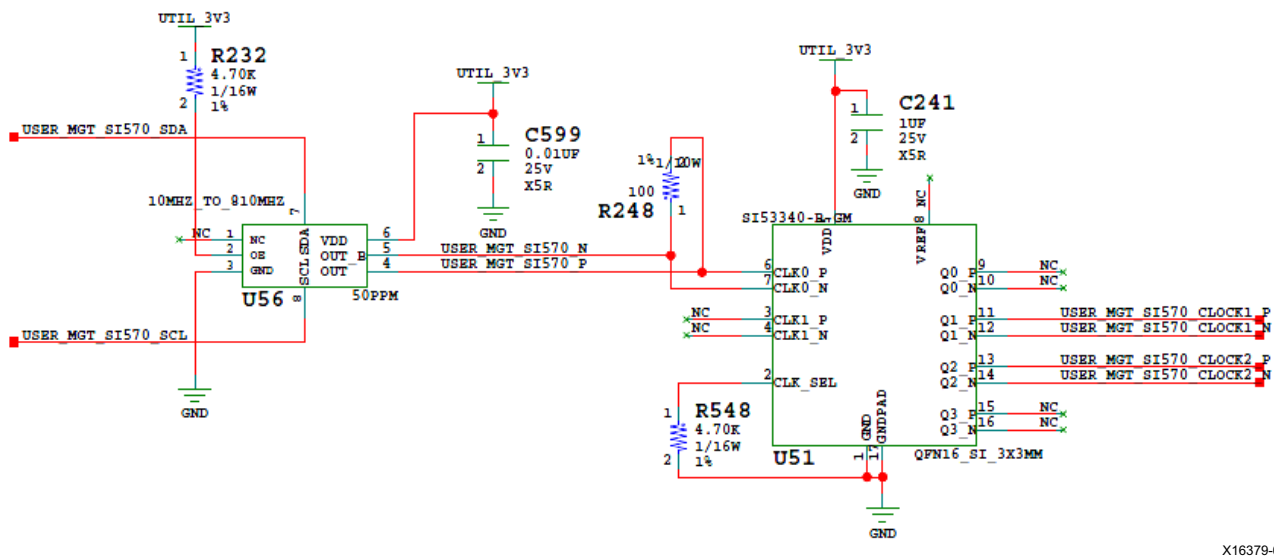 UTIL_3V3
1
R232
4.70K
1/16W
1%
2
USER_MGT_SI570_SDA
UTIL_3V3
1
C599
0.01UF
25V
X5R
2
GND
10MHZ_TO_810MHZ
7
NC
1
2
3
NC
OE
GND
SDA
SCL
VDD
OUT_B
OUT
6
5
4
8
U56
50PPM
USER_MGT_SI570_N
USER_MGT_SI570_P
USER_MGT_SI570_SCL
GND
1%
2
100
R248
1
UTIL_3V3
1
C241
1UF
25V
X5R
2
GND
NC
8
VDD
VREF
6
CLK0_P
7
CLK0_N
NC
3
CLK1_P
NC
4
CLK1_N
2
CLK_SEL
1
R548
4.70K
1/16W
1%
2
GND
GNDPAD
1
17
U51
QFN16_SI_3X3MM
GND
Q0_P
9
NC
Q0_N
10
NC
Q1_P
11
USER_MGT_SI570_CLOCK1_P
Q1_N
12
USER_MGT_SI570_CLOCK1_N
Q2_P
13
USER_MGT_SI570_CLOCK2_P
Q2_N
14
USER_MGT_SI570_CLOCK2_N
Q3_P
15
NC
Q3_N
16
NC